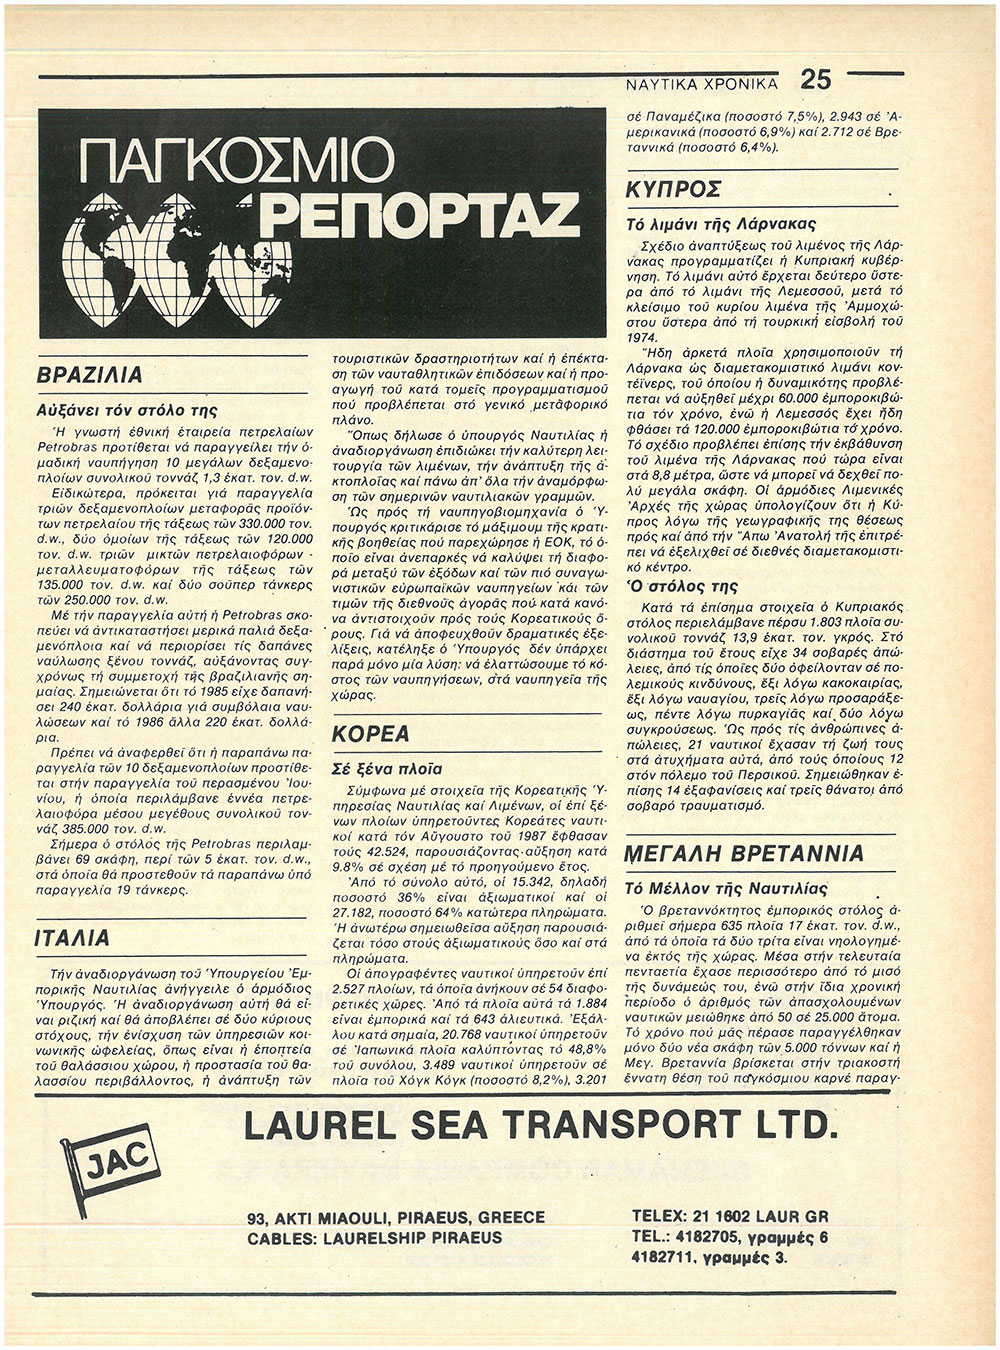 ΝΑΥΤΙΚΑ ΧΡΟΝΙΚΑ 25
ΠΑΓΚΟΣΜΙΟ
ΡΕΠΟΡΤΑΖ
ΒΡΑΖΙΛΙΑ
Αὐξάνει τόν στόλο της
Ἡ γνωστή ἐθνική ἑταιρεία πετρελαίων
Petrobras προτίθεται νά παραγγείλει τήν ὁ-
μαδική ναυπήγηση 10 μεγάλων δεξαμενο-
πλοίων συνολικοῦ τοννάζ 1,3 ἑκατ. τον. d.w.
Εἰδικώτερα, πρόκειται γιά παραγγελία
τριῶν δεξαμενοπλοίων μεταφορᾶς προϊόν-
των πετρελαίου τῆς τάξεως τῶν 330.000 τον.
d.w., δύο ὁμοίων τῆς τάξεως τῶν 120.000
τον. d.w. τριῶν μικτῶν πετρελαιοφόρων -
μεταλλευματοφόρων τῆς τάξεως τῶν
135.000 τον. d.w. καί δύο σοῦπερ τάνκερς
τῶν 250.000 τον. d.w.
Μέ τήν παραγγελία αὐτή ἡ Petrobras σκο-
πεύει νά ἀντικαταστήσει μερικά παλιά δεξα-
μενόπλοια καί νά περιορίσει τίς δαπάνες
ναύλωσης ξένου τοννάζ, αὐξάνοντας συγ-
χρόνως τή συμμετοχή τῆς βραζιλιανῆς ση-
μαίας. Σημειώνεται ὅτι τό 1985 εἶχε δαπανή-
σει 240 ἑκατ. δολλάρια γιά συμβόλαια ναυ-
λώσεων καί τό 1986 ἄλλα 220 ἑκατ. δολλά-
ρια.
Πρέπει νά ἀναφερθεῖ ὅτι ἡ παραπάνω πα-
ραγγελία τῶν 10 δεξαμενοπλοίων προστίθε-
ται στήν παραγγελία τοῦ περασμένου Ἰου-
νίου, ἡ ὁποία περιλάμβανε ἐννέα πετρε-
λαιοφόρα μέσου μεγέθους συνολικοῦ τον-
νάζ 385.000 τον. d.w.
Σήμερα ὁ στόλος τῆς Petrobras περιλαμ-
βάνει 69 σκάφη, περί τῶν 5 ἑκατ. τον. d.w.,
στά ὁποῖα θά προστεθοῦν τά παραπάνω ὑπό
παραγγελία 19 τάνκερς.
ΙΤΑΛΙΑ
Τήν ἀναδιοργάνωση τοῦ Ὑπουργείου Ἐμ-
πορικῆς Ναυτιλίας ἀνήγγειλε ὁ ἁρμόδιος
Ὑπουργός. Ἡ ἀναδιοργάνωση αὐτή θά εἶ-
ναι ριζική καί θά ἀποβλέπει σέ δύο κύριους
στόχους, τήν ἐνίσχυση τῶν ὑπηρεσιῶν κοι-
νωνικῆς ὠφελείας, ὅπως εἶναι ἡ ἐποπτεία
τοῦ θαλάσσιου χώρου, ἡ προστασία τοῦ θα-
λασσίου περιβάλλοντος, ἡ ἀνάπτυξη τῶν
τουριστικῶν δραστηριοτήτων καί ἡ ἐπέκτα-
ση τῶν ναυταθλητικῶν ἐπιδόσεων καί ἡ προ-
αγωγή τοῦ κατά τομεῖς προγραμματισμοῦ
πού προβλέπεται στό γενικό μεταφορικό
πλάνο.
Ὅπως δήλωσε ὁ ὑπουργός Ναυτιλίας ἡ
ἀναδιοργάνωση ἐπιδιώκει τήν καλύτερη λει-
τουργία τῶν λιμένων, τήν ἀνάπτυξη τῆς ἀ-
κτοπλοΐας καί πάνω ἀπ' ὅλα τήν ἀναμόρφω-
ση τῶν σημερινῶν ναυτιλιακῶν γραμμῶν.
Ὡς πρός τή ναυπηγοβιομηχανία ὁ Ὑ-
πουργός κριτικάρισε τό μάξιμουμ τῆς κρατι-
κῆς βοηθείας πού παρεχώρησε ἡ ΕΟΚ, τό ὁ-
ποῖο εἶναι ἀνεπαρκές νά καλύψει τή διαφο-
ρά μεταξύ τῶν ἐξόδων καί τῶν πιό συναγω-
νιστικῶν εὐρωπαϊκῶν ναυπηγείων καί τῶν
τιμῶν τῆς διεθνοῦς ἀγορᾶς πού κατά κανό-
να ἀντιστοιχοῦν πρός τούς Κορεατικούς ὅ-
ρους. Γιά νά ἀποφευχθοῦν δραματικές ἐξε-
λίξεις, κατέληξε ὁ Ὑπουργός δέν ὑπάρχει
παρά μόνο μία λύση: νά ἐλαττώσουμε τό κό-
στος τῶν ναυπηγήσεων, στά ναυπηγεῖα τῆς
χώρας.
ΚΟΡΕΑ
Σέ ξένα πλοῖα
Σύμφωνα μέ στοιχεῖα τῆς Κορεατικῆς Ὑ-
πηρεσίας Ναυτιλίας καί Λιμένων, οἱ ἐπί ξέ-
νων πλοίων ὑπηρετοῦντες Κορεάτες ναυτι-
κοί κατά τόν Αὔγουστο τοῦ 1987 ἔφθασαν
τούς 42.524, παρουσιάζοντας αὔξηση κατά
9.8% σέ σχέση μέ τό προηγούμενο ἔτος.
Ἀπό τό σύνολο αὐτό, οἱ 15.342, δηλαδή
ποσοστό 36% εἶναι ἀξιωματικοί καί οἱ
27.182, ποσοστό 64% κατώτερα πληρώματα.
Ἡ ἀνωτέρω σημειωθεῖσα αὔξηση παρουσιά-
ζεται τόσο στούς ἀξιωματικούς ὅσο καί στά
πληρώματα.
Οἱ ἀπογραφέντες ναυτικοί ὑπηρετοῦν ἐπί
2.527 πλοίων, τά ὁποῖα ἀνήκουν σέ 54 διαφο-
ρετικές χῶρες. Ἀπό τά πλοῖα αὐτά τά 1.884
εἶναι ἐμπορικά καί τά 643 ἁλιευτικά. Ἐξάλ-
λου κατά σημαία, 20.768 ναυτικοί ὑπηρετοῦν
σέ Ἰαπωνικά πλοῖα καλύπτοντας τό 48,8%
τοῦ συνόλου, 3.489 ναυτικοί ὑπηρετοῦν σέ
πλοῖα τοῦ Χόγκ Κόγκ (ποσοστό 8,2%), 3.201
σέ Παναμέζικα (ποσοστό 7,5%), 2.943 σέ Ἀ-
μερικανικά (ποσοστό 6,9%) καί 2.712 σέ Βρε-
ταννικά (ποσοστό 6,4%).
ΚΥΠΡΟΣ
Τό λιμάνι τῆς Λάρνακας
Σχέδιο ἀναπτύξεως τοῦ λιμένος τῆς Λάρ-
νακας προγραμματίζει ἡ Κυπριακή κυβέρ-
νηση. Τό λιμάνι αὐτό ἔρχεται δεύτερο ὕστε-
ρα ἀπό τό λιμάνι τῆς Λεμεσσοῦ, μετά τό
κλείσιμο τοῦ κυρίου λιμένα τῆς Ἀμμοχώ-
στου ὕστερα ἀπό τή τουρκική εἰσβολή τοῦ
1974.
Ἤδη ἀρκετά πλοῖα χρησιμοποιοῦν τή
Λάρνακα ὡς διαμετακομιστικό λιμάνι κον-
τέϊνερς, τοῦ ὁποίου ἡ δυναμικότης προβλέ-
πεται νά αὐξηθεῖ μέχρι 60.000 ἐμποροκιβώ-
τια τόν χρόνο, ἐνῶ ἡ Λεμεσσός ἔχει ἤδη
φθάσει τά 120.000 ἐμποροκιβώτια τό χρόνο.
Τό σχέδιο προβλέπει ἐπίσης τήν ἐκβάθυνση
τοῦ λιμένα τῆς Λάρνακας πού τώρα εἶναι
στά 8,8 μέτρα, ὥστε νά μπορεῖ νά δεχθεῖ πο-
λύ μεγάλα σκάφη. Οἱ ἁρμόδιες Λιμενικές
Ἀρχές τῆς χώρας ὑπολογίζουν ὅτι ἡ Κύ-
προς λόγω τῆς γεωγραφικῆς της θέσεως
πρός καί ἀπό τήν Ἄπω Ἀνατολή τῆς ἐπιτρέ-
πει νά ἐξελιχθεῖ σέ διεθνές διαμετακομιστι-
κό κέντρο.
Ὁ στόλος της
Κατά τά ἐπίσημα στοιχεῖα ὁ Κυπριακός
στόλος περιελάμβανε πέρσυ 1.803 πλοῖα συ-
νολικοῦ τοννάζ 13,9 ἑκατ. τον. γκρός. Στό
διάστημα τοῦ ἔτους εἶχε 34 σοβαρές ἀπώ-
λειες, ἀπό τίς ὁποῖες δύο ὀφείλονταν σέ πο-
λεμικούς κινδύνους, ἕξι λόγω κακοκαιρίας,
ἕξι λόγω ναυαγίου, τρεῖς λόγω προσαράξε-
ως, πέντε λόγω πυρκαγιᾶς καί δύο λόγω
συγκρούσεως. Ὡς πρός τίς ἀνθρώπινες ἀ-
πώλειες, 21 ναυτικοί ἔχασαν τή ζωή τους
στά ἀτυχήματα αὐτά, ἀπό τούς ὁποίους 12
στόν πόλεμο τοῦ Περσικοῦ. Σημειώθηκαν ἐ-
πίσης 14 ἐξαφανίσεις καί τρεῖς θάνατοι ἀπό
σοβαρό τραυματισμό.
ΜΕΓΑΛΗ ΒΡΕΤΑΝΝΙΑ
Τό Μέλλον τῆς Ναυτιλίας
Ὁ βρεταννόκτητος ἐμπορικός στόλος ἀ-
ριθμεῖ σήμερα 635 πλοῖα 17 ἑκατ. τον. d.w.,
ἀπό τά ὁποῖα τά δύο τρίτα εἶναι νηολογημέ-
να ἐκτός τῆς χώρας. Μέσα στήν τελευταία
πενταετία ἔχασε περισσότερο ἀπό τό μισό
τῆς δυνάμεώς του, ἐνῶ στήν ἴδια χρονική
περίοδο ὁ ἀριθμός τῶν ἀπασχολουμένων
ναυτικῶν μειώθηκε ἀπό 50 σέ 25.000 ἄτομα.
Τό χρόνο πού μᾶς πέρασε παραγγέλθηκαν
μόνο δύο νέα σκάφη τῶν 5.000 τόννων καί ἡ
Μεγ. Βρεταννία βρίσκεται στήν τριακοστή
ἔννατη θέση τοῦ παγκόσμιου καρνέ παραγ-
JAC
LAUREL SEA TRANSPORT LTD.
93, AKTI MIAOULI, PIRAEUS, GREECE
CABLES: LAURELSHIP PIRAEUS
TELEX: 21 1602 LAUR GR
TEL.: 4182705, γραμμές 6
4182711, γραμμές 3.